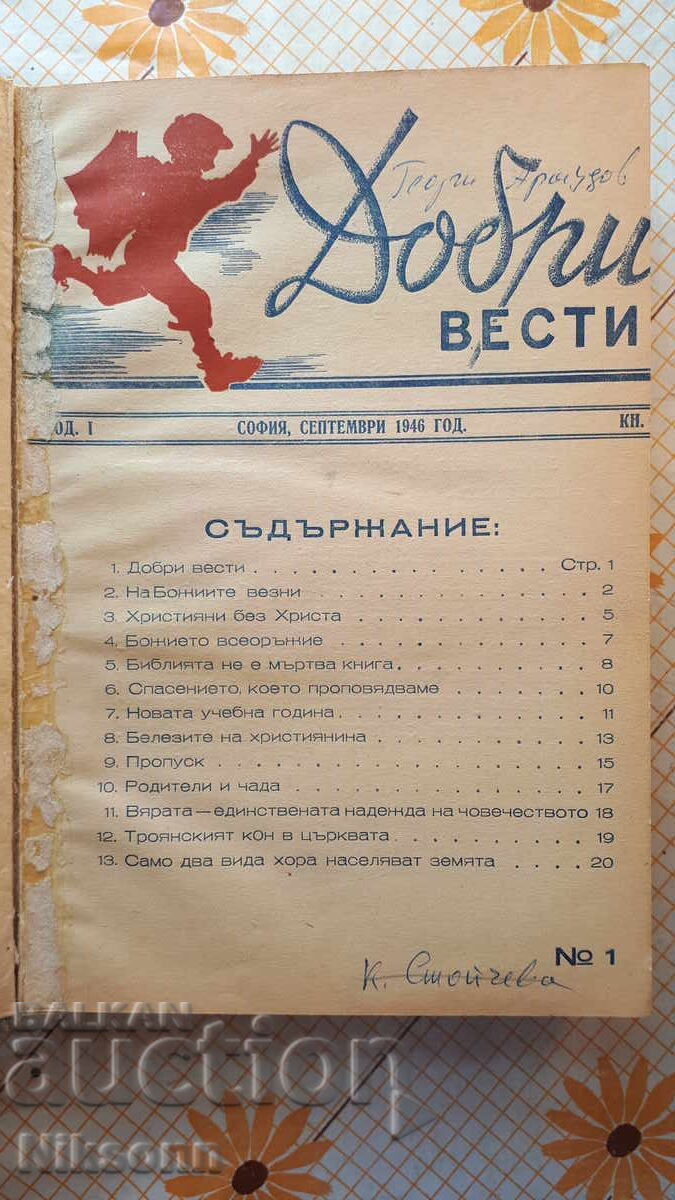 Георги Армудов
Добри
ВЕСТИ
ОД. I СОФИЯ, СЕПТЕМВРИ 1946 ГОД. КН.
СЪДЪРЖАНИЕ:
1. Добри вести . . . . . . . . . . . . . . . Стр. 1
2. На Божиите везни . . . . . . . . . . . . . 2
3. Християни без Христа . . . . . . . . . . . 5
4. Божието всеоръжие . . . . . . . . . . . . 7
5. Библията не е мъртва книга. . . . . . . . . 8
6. Спасението, което проповядваме . . . . . . . 10
7. Новата учебна година. . . . . . . . . . . . 11
8. Белезите на християнина . . . . . . . . . . 13
9. Пропуск . . . . . . . . . . . . . . . . . 15
10. Родители и чада . . . . . . . . . . . . . 17
11. Вярата — единствената надежда на човечеството 18
12. Троянският кон в църквата . . . . . . . . . 19
13. Само два вида хора населяват земята . . . . 20
№ 1
К. Стойчева
BALKAN
auction
Niksonn